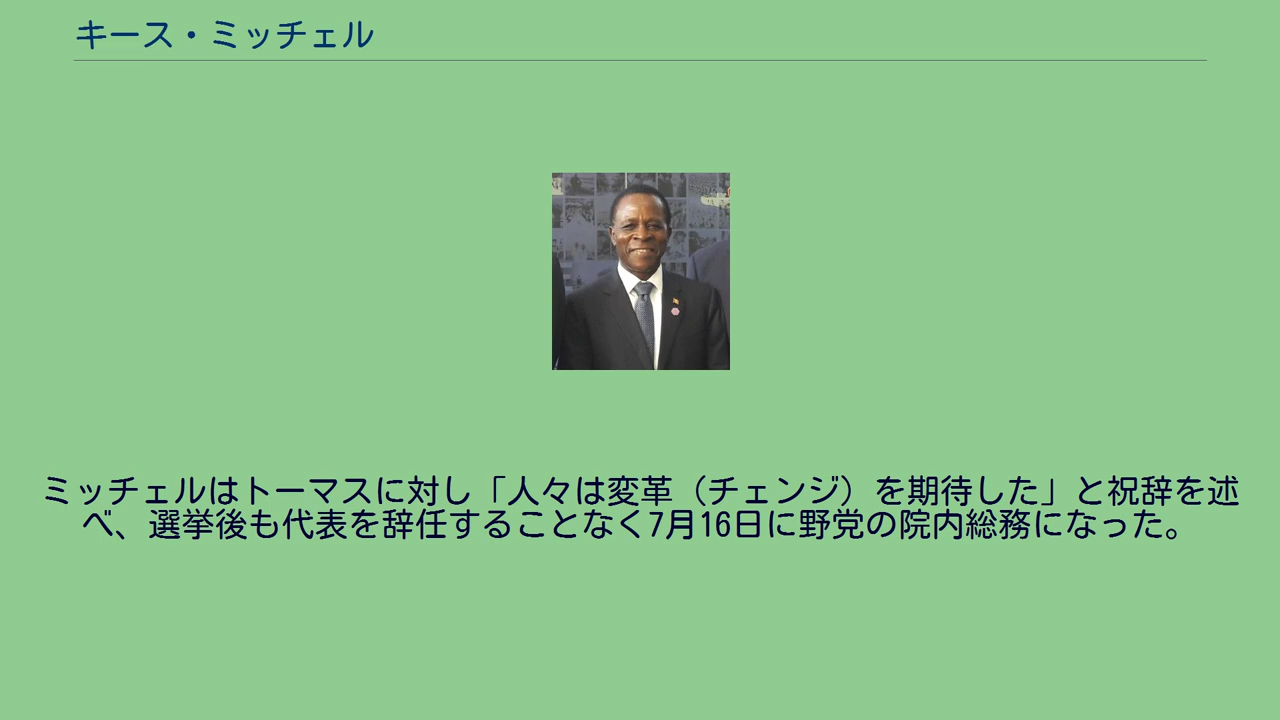 キース・ミッチェル
ミッチェルはトーマスに対し「人々は変革（チェンジ）を期待した」と祝辞を述
べ、選挙後も代表を辞任することなく7月16日に野党の院内総務になった。